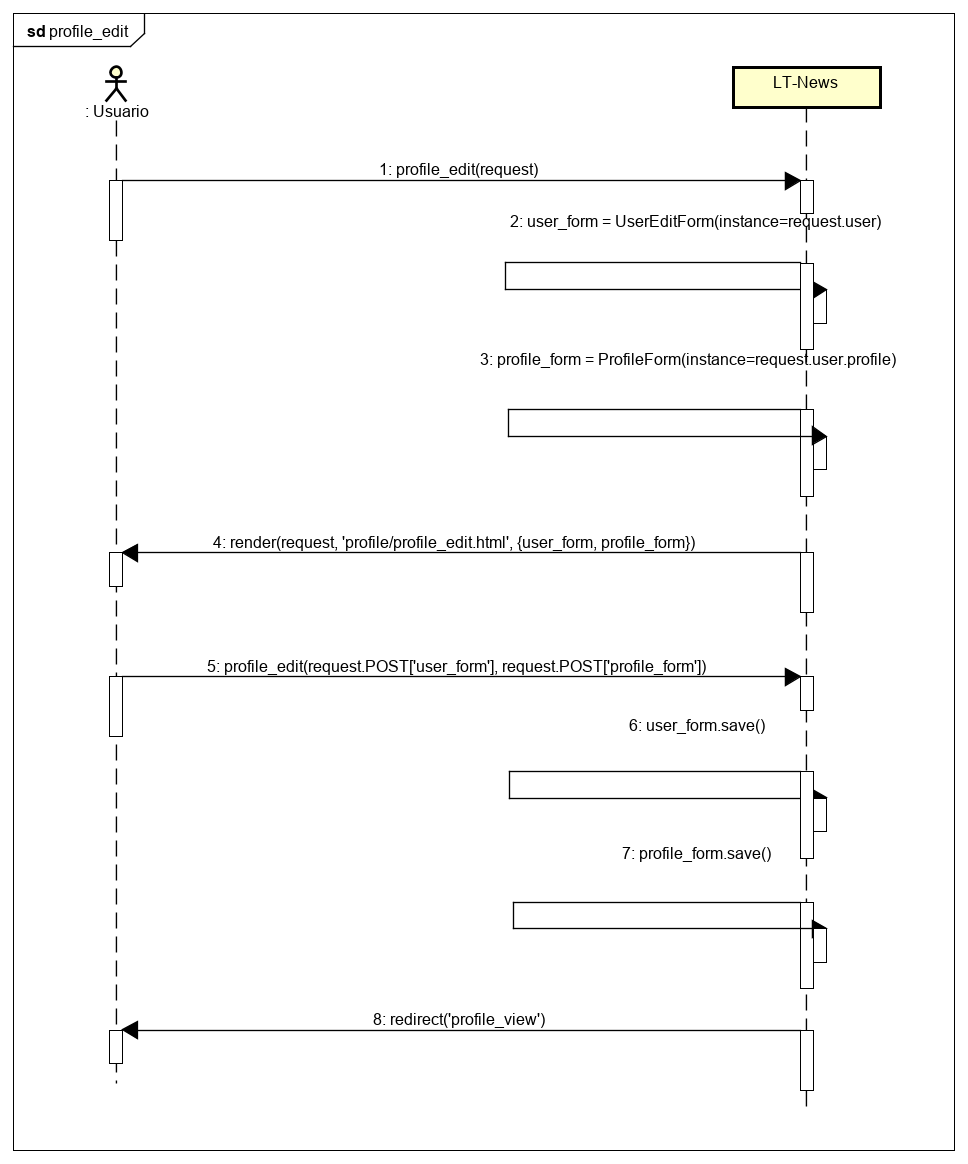 sd profile_edit
: Usuario
LT-News
1: profile_edit(request)
2: user_form = UserEditForm(instance=request.user)
3: profile_form = ProfileForm(instance=request.user.profile)
4: render(request, 'profile/profile_edit.html', {user_form, profile_form})
5: profile_edit(request.POST['user_form'], request.POST['profile_form'])
6: user_form.save()
7: profile_form.save()
8: redirect('profile_view')